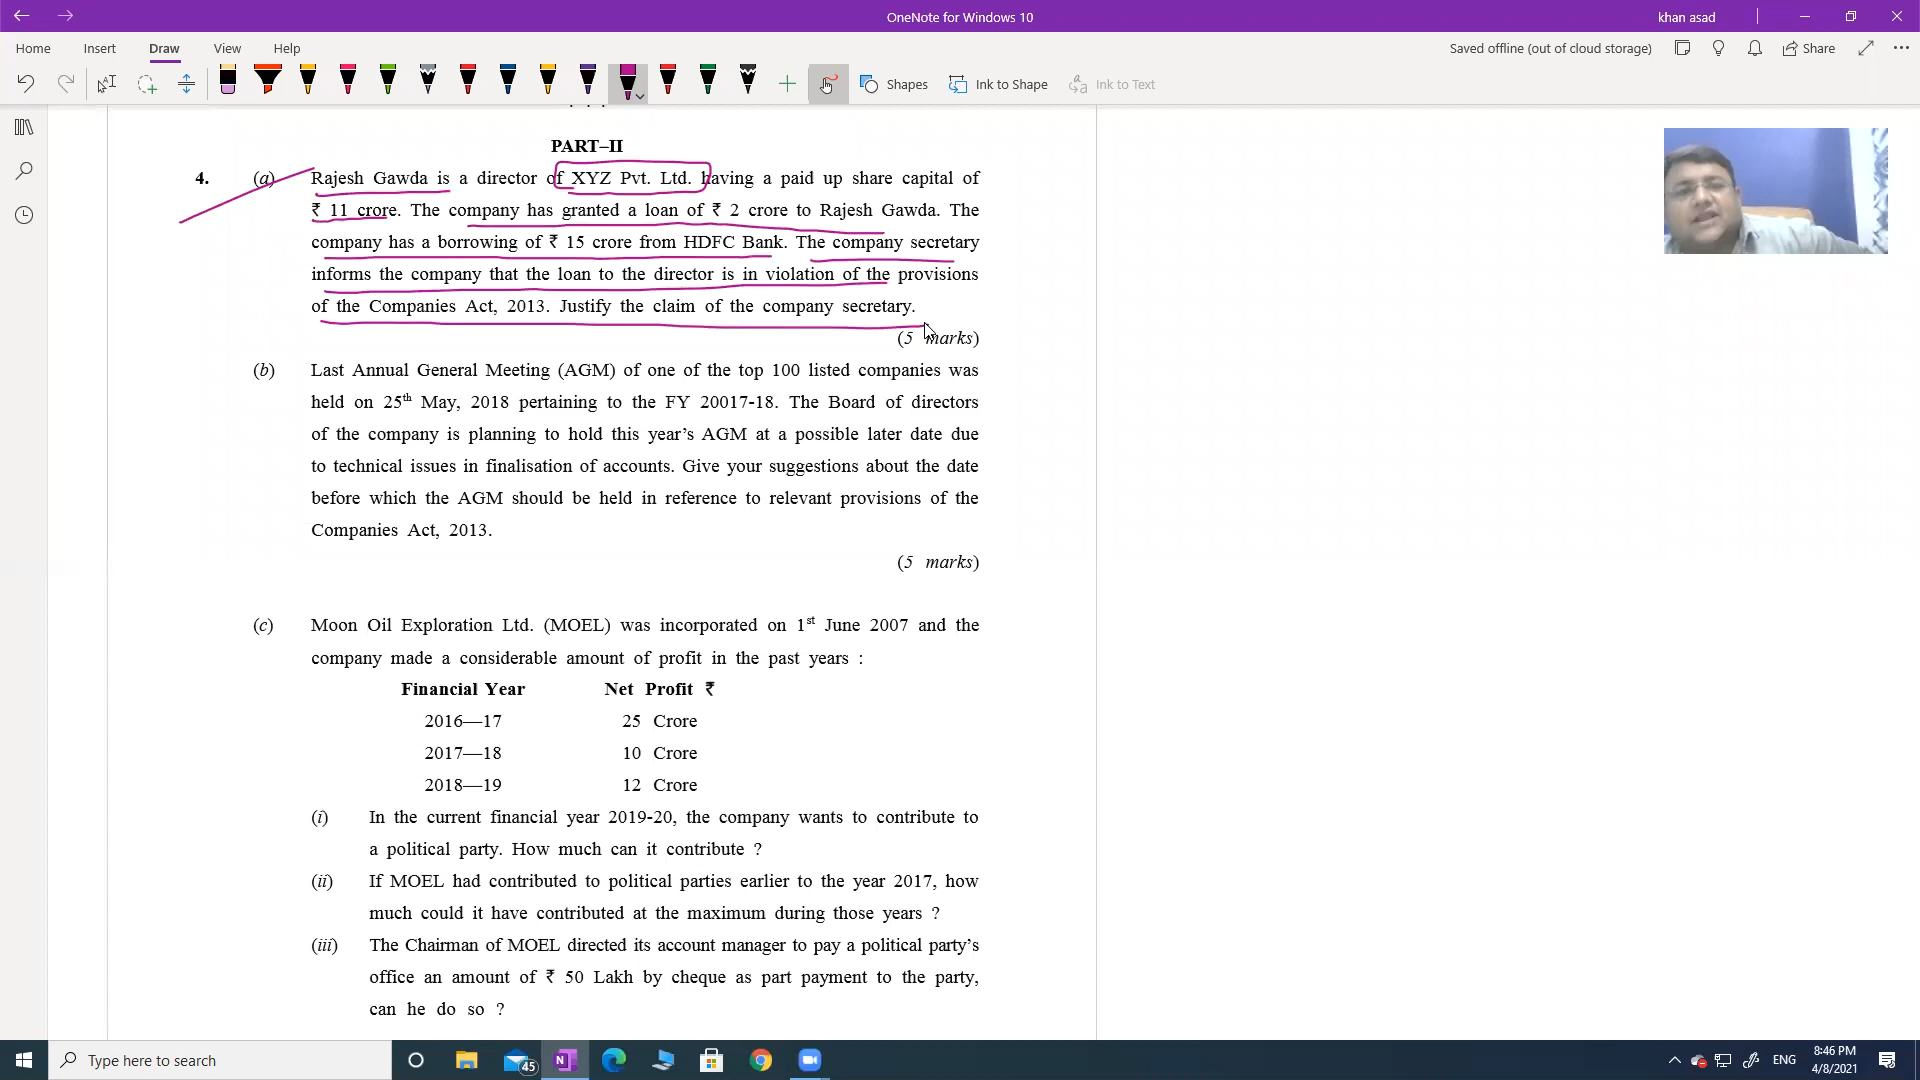 OneNote for Windows 10
khan asad
Home Insert Draw View Help
Saved offline (out of cloud storage)
Share
Shapes
Ink to Shape
Ink to Text
PART–II
4. (a) Rajesh Gawda is a director of XYZ Pvt. Ltd. having a paid up share capital of
₹ 11 crore. The company has granted a loan of ₹ 2 crore to Rajesh Gawda. The
company has a borrowing of ₹ 15 crore from HDFC Bank. The company secretary
informs the company that the loan to the director is in violation of the provisions
of the Companies Act, 2013. Justify the claim of the company secretary.
(5 marks)
(b) Last Annual General Meeting (AGM) of one of the top 100 listed companies was
held on 25th May, 2018 pertaining to the FY 20017-18. The Board of directors
of the company is planning to hold this year’s AGM at a possible later date due
to technical issues in finalisation of accounts. Give your suggestions about the date
before which the AGM should be held in reference to relevant provisions of the
Companies Act, 2013.
(5 marks)
(c) Moon Oil Exploration Ltd. (MOEL) was incorporated on 1st June 2007 and the
company made a considerable amount of profit in the past years :
Financial Year Net Profit ₹
2016—17 25 Crore
2017—18 10 Crore
2018—19 12 Crore
(i) In the current financial year 2019-20, the company wants to contribute to
a political party. How much can it contribute ?
(ii) If MOEL had contributed to political parties earlier to the year 2017, how
much could it have contributed at the maximum during those years ?
(iii) The Chairman of MOEL directed its account manager to pay a political party’s
office an amount of ₹ 50 Lakh by cheque as part payment to the party,
can he do so ?
Type here to search
45
ENG
8:46 PM
4/8/2021